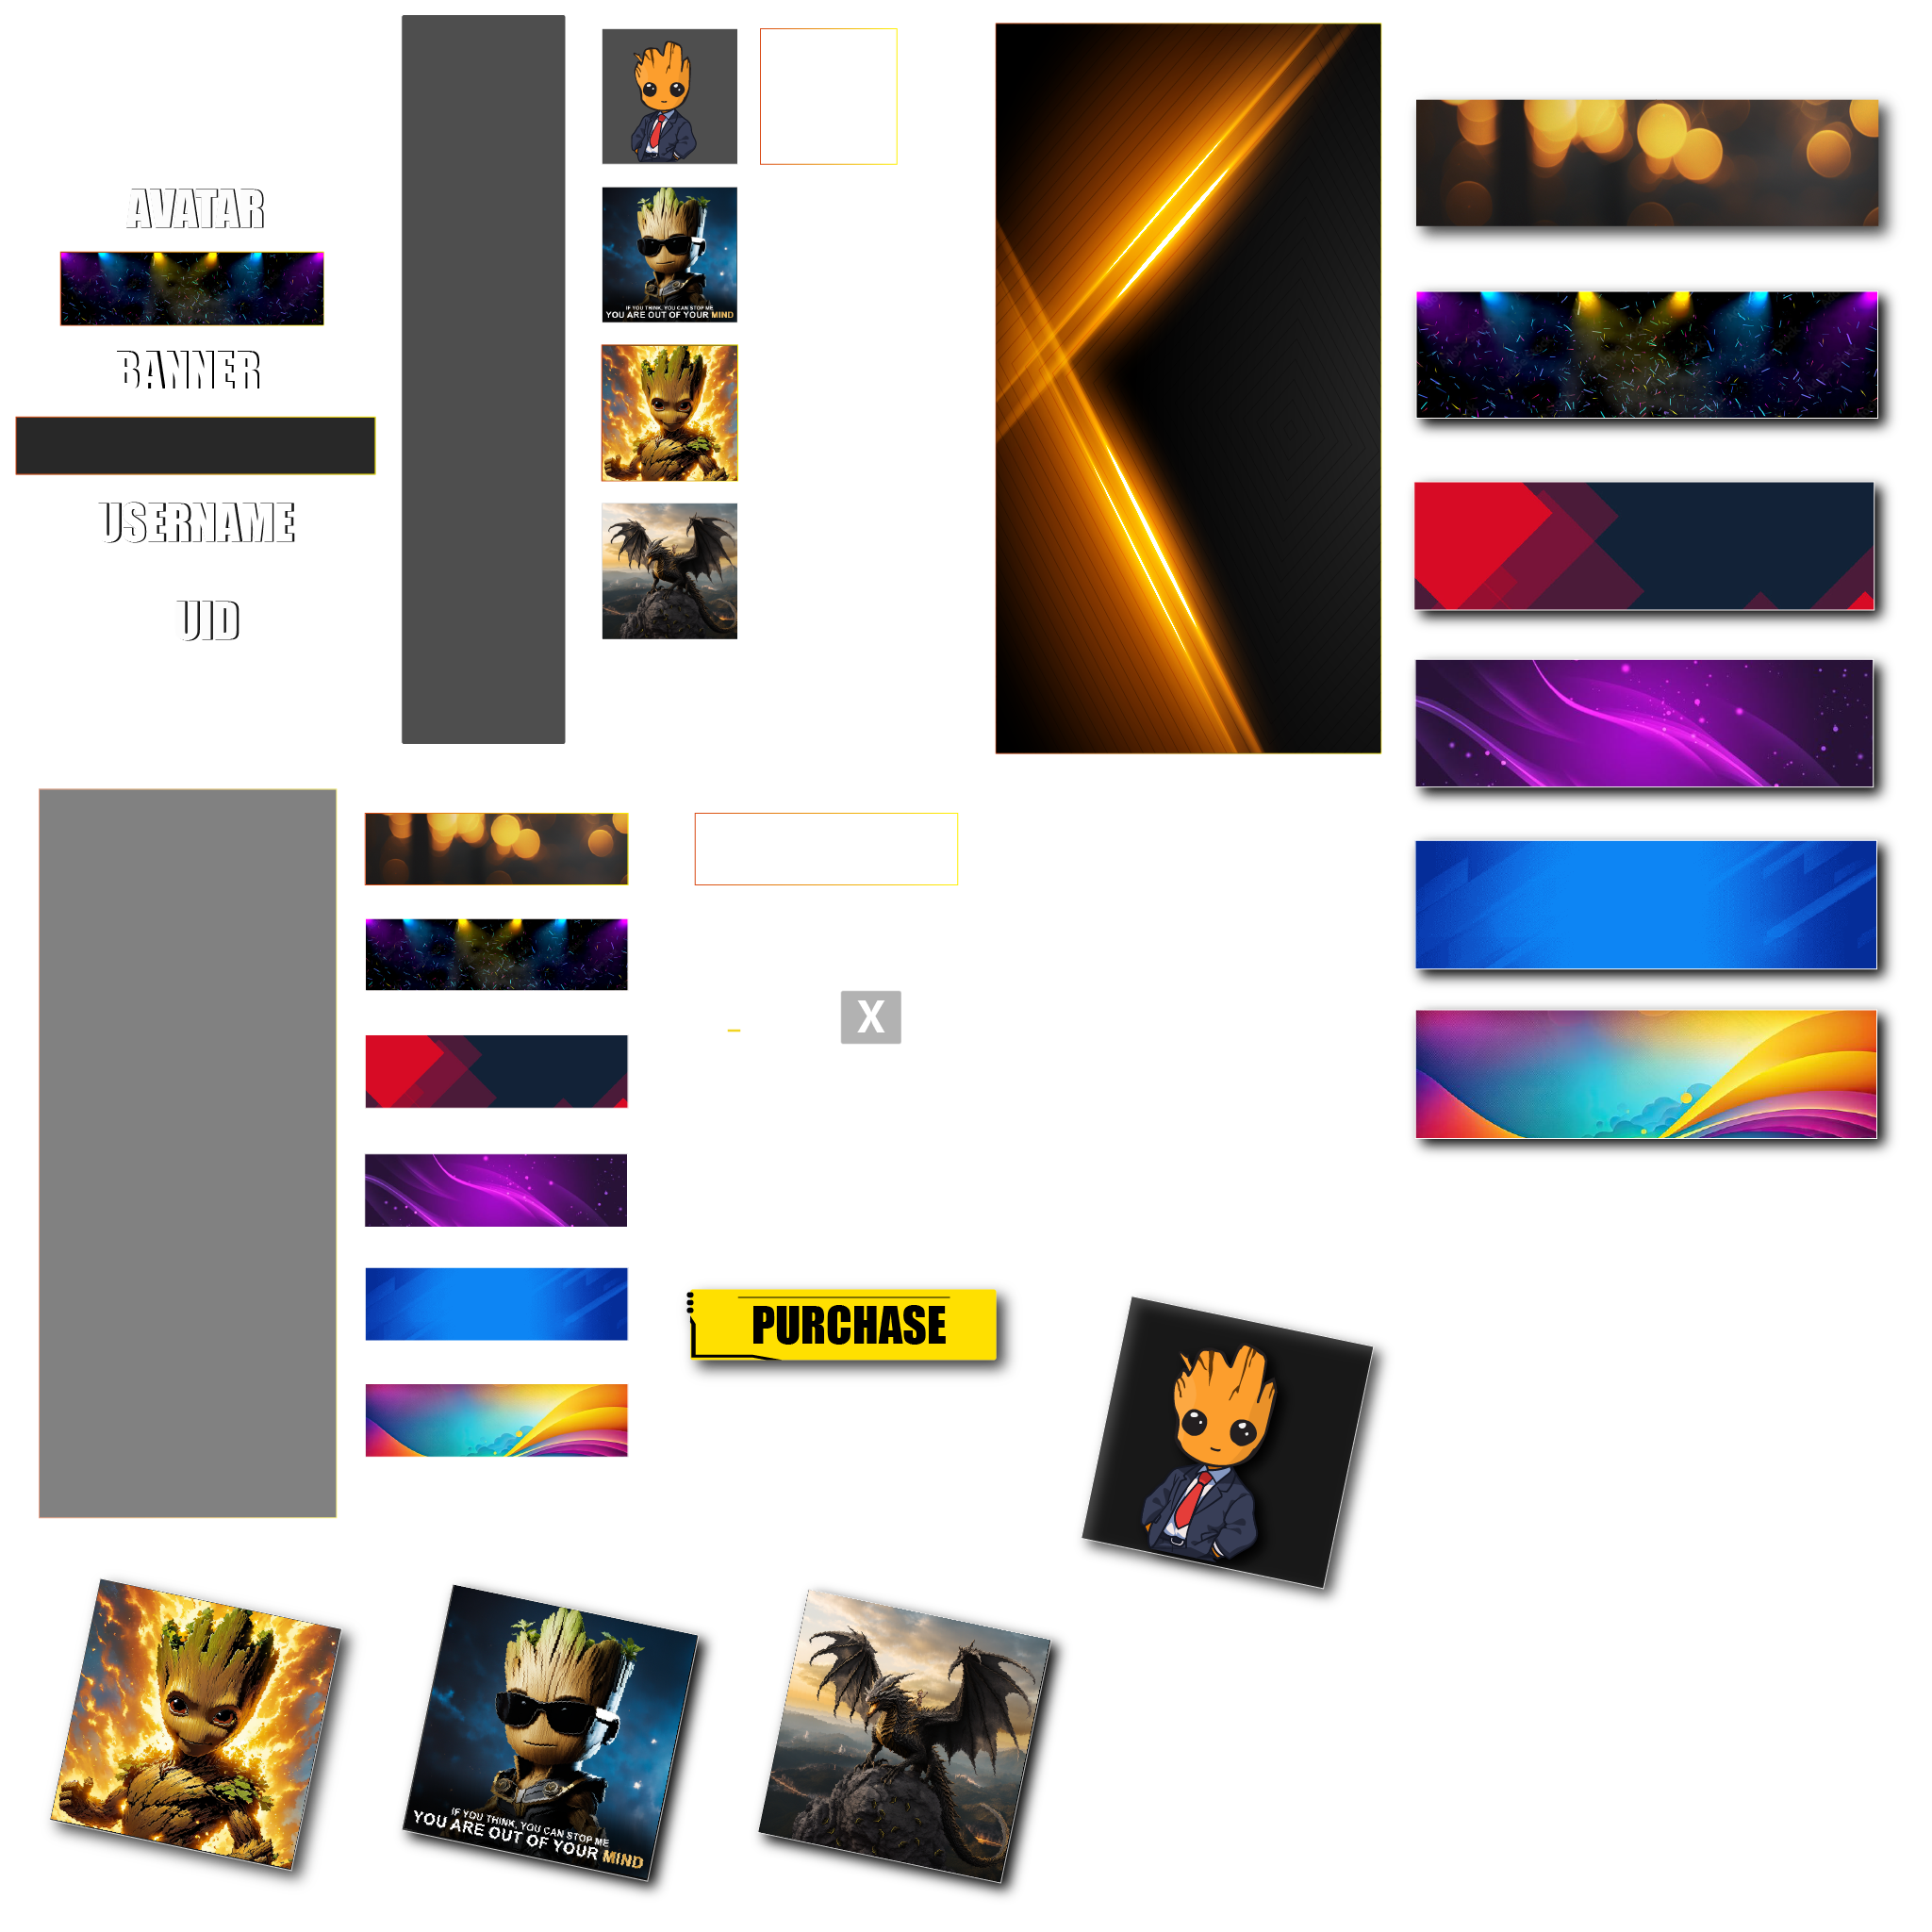 AVATAR
BANNER
USERNAME
UID
IF YOU THINK, YOU CAN STOP ME
YOU ARE OUT OF YOUR MIND
X
PURCHASE
IF YOU THINK, YOU CAN STOP ME
YOU ARE OUT OF YOUR MIND